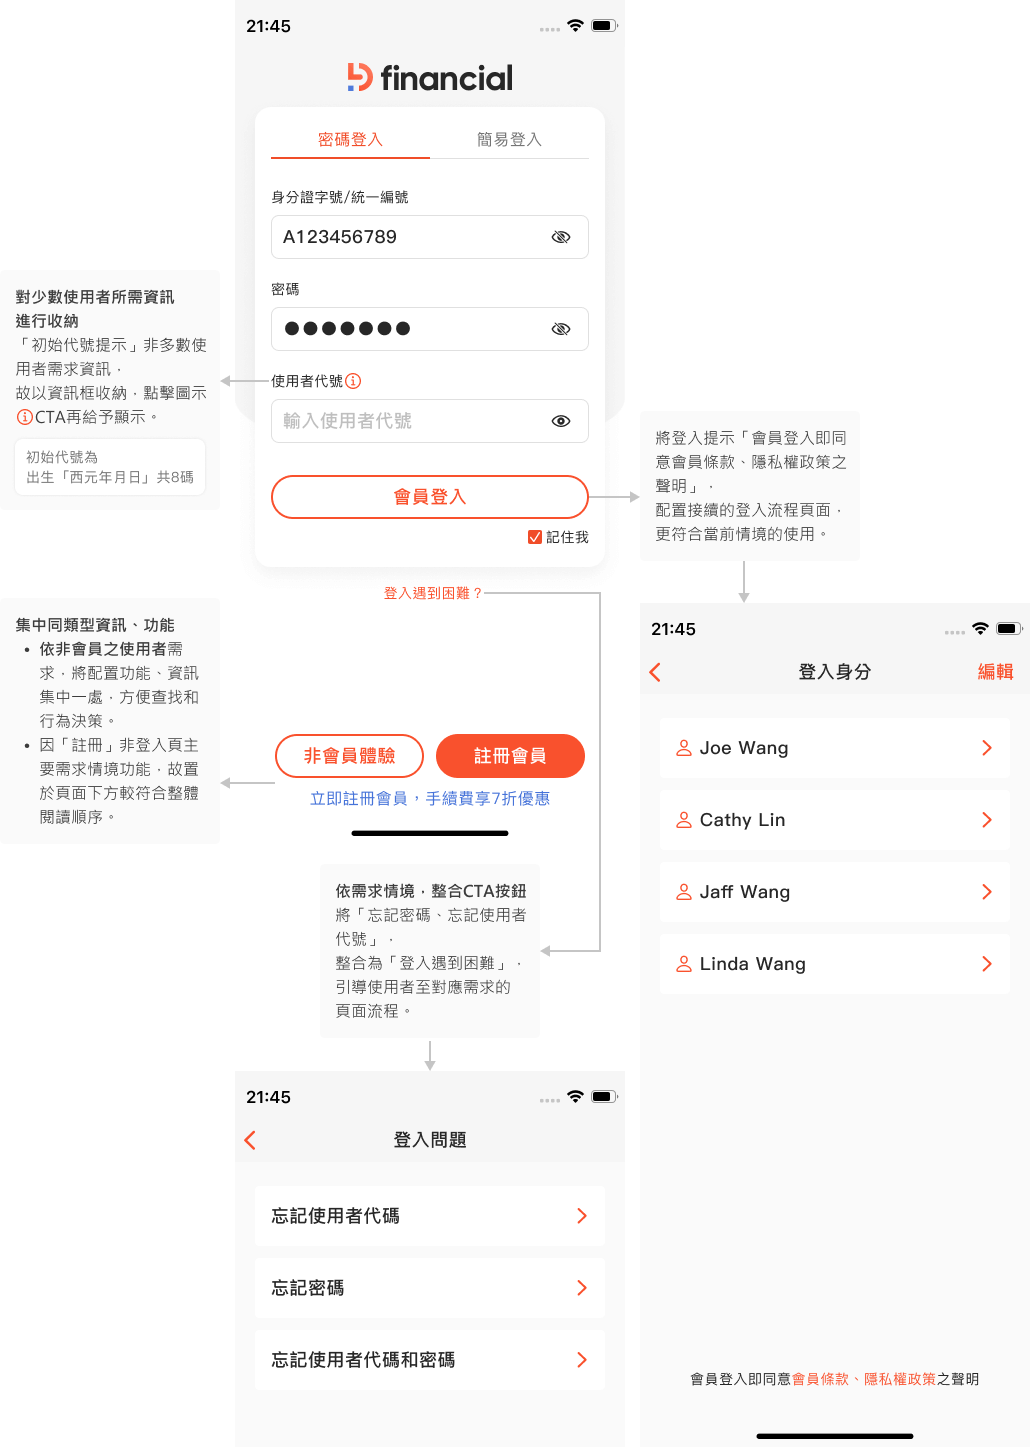 21:45
financial
密碼登入
簡易登入
身分證字號/統一編號
A123456789
密碼
使用者代號
輸入使用者代號
會員登入
記住我
登入遇到困難？
非會員體驗
註冊會員
立即註冊會員，手續費享7折優惠
對少數使用者所需資訊
進行收納
「初始代號提示」非多數使
用者需求資訊，
故以資訊框收納，點擊圖示
CTA再給予顯示。
初始代號為
出生「西元年月日」共8碼
集中同類型資訊、功能
• 依非會員之使用者需
求，將配置功能、資訊
集中一處，方便查找和
行為決策。
• 因「註冊」非登入頁主
要需求情境功能，故置
於頁面下方較符合整體
閱讀順序。
將登入提示「會員登入即同
意會員條款、隱私權政策之
聲明」，
配置接續的登入流程頁面，
更符合當前情境的使用。
21:45
登入身分
編輯
Joe Wang
Cathy Lin
Jaff Wang
Linda Wang
會員登入即同意會員條款、隱私權政策之聲明
依需求情境，整合CTA按鈕
將「忘記密碼、忘記使用者
代號」，
整合為「登入遇到困難」，
引導使用者至對應需求的
頁面流程。
21:45
登入問題
忘記使用者代碼
忘記密碼
忘記使用者代碼和密碼